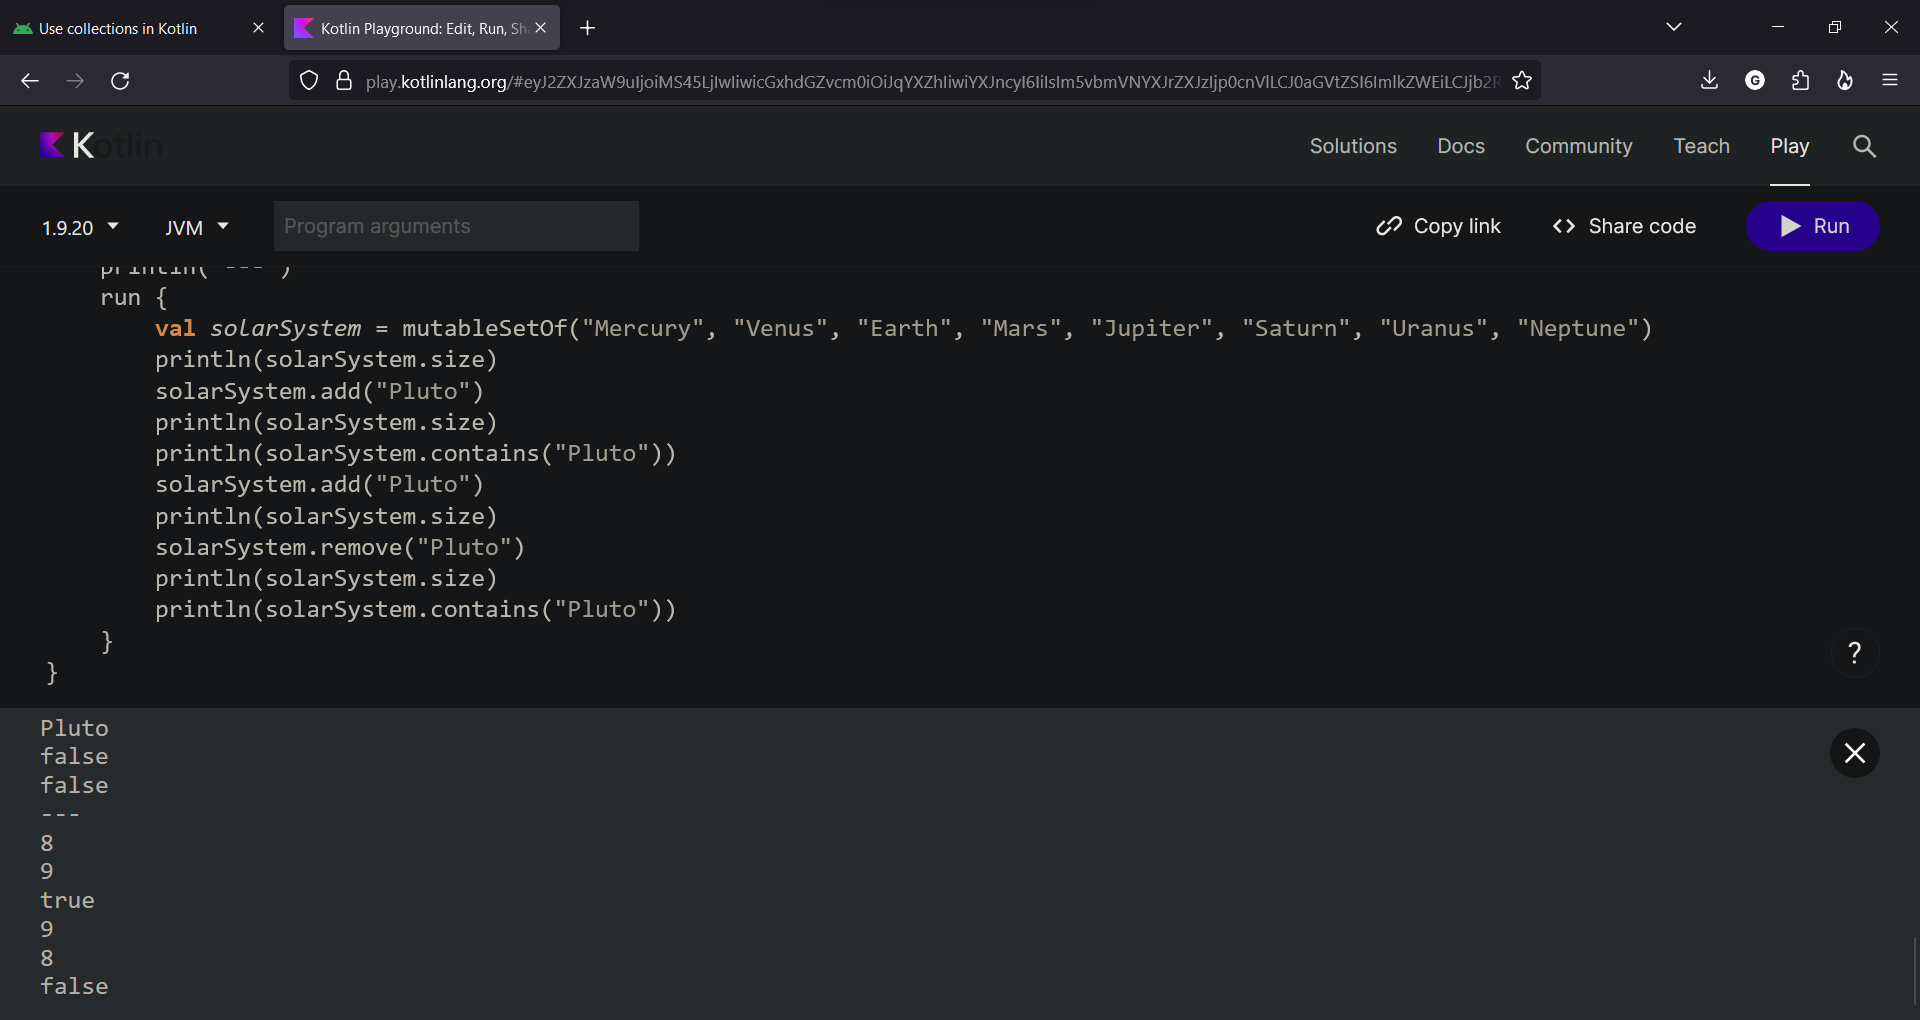 Use collections in Kotlin
Kotlin Playground: Edit, Run, Sh
play.kotlinlang.org/#eyJ2ZXJzaW9uIjoiMS45LjIwIiwicGxhdGZvcm0iOiJqYXZhIiwiYXJncyI6IiIsIm5vbmVNYXJrZXJzIjp0cnVlLCJ0aGVtZSI6ImlkZWEiLCJjb2R
Kotlin
Solutions Docs Community Teach Play
1.9.20 JVM Program arguments Copy link <> Share code Run
println("---")
run {
val solarSystem = mutableSetOf("Mercury", "Venus", "Earth", "Mars", "Jupiter", "Saturn", "Uranus", "Neptune")
println(solarSystem.size)
solarSystem.add("Pluto")
println(solarSystem.size)
println(solarSystem.contains("Pluto"))
solarSystem.add("Pluto")
println(solarSystem.size)
solarSystem.remove("Pluto")
println(solarSystem.size)
println(solarSystem.contains("Pluto"))
}
}
?
Pluto
false
false
---
8
9
true
9
8
false